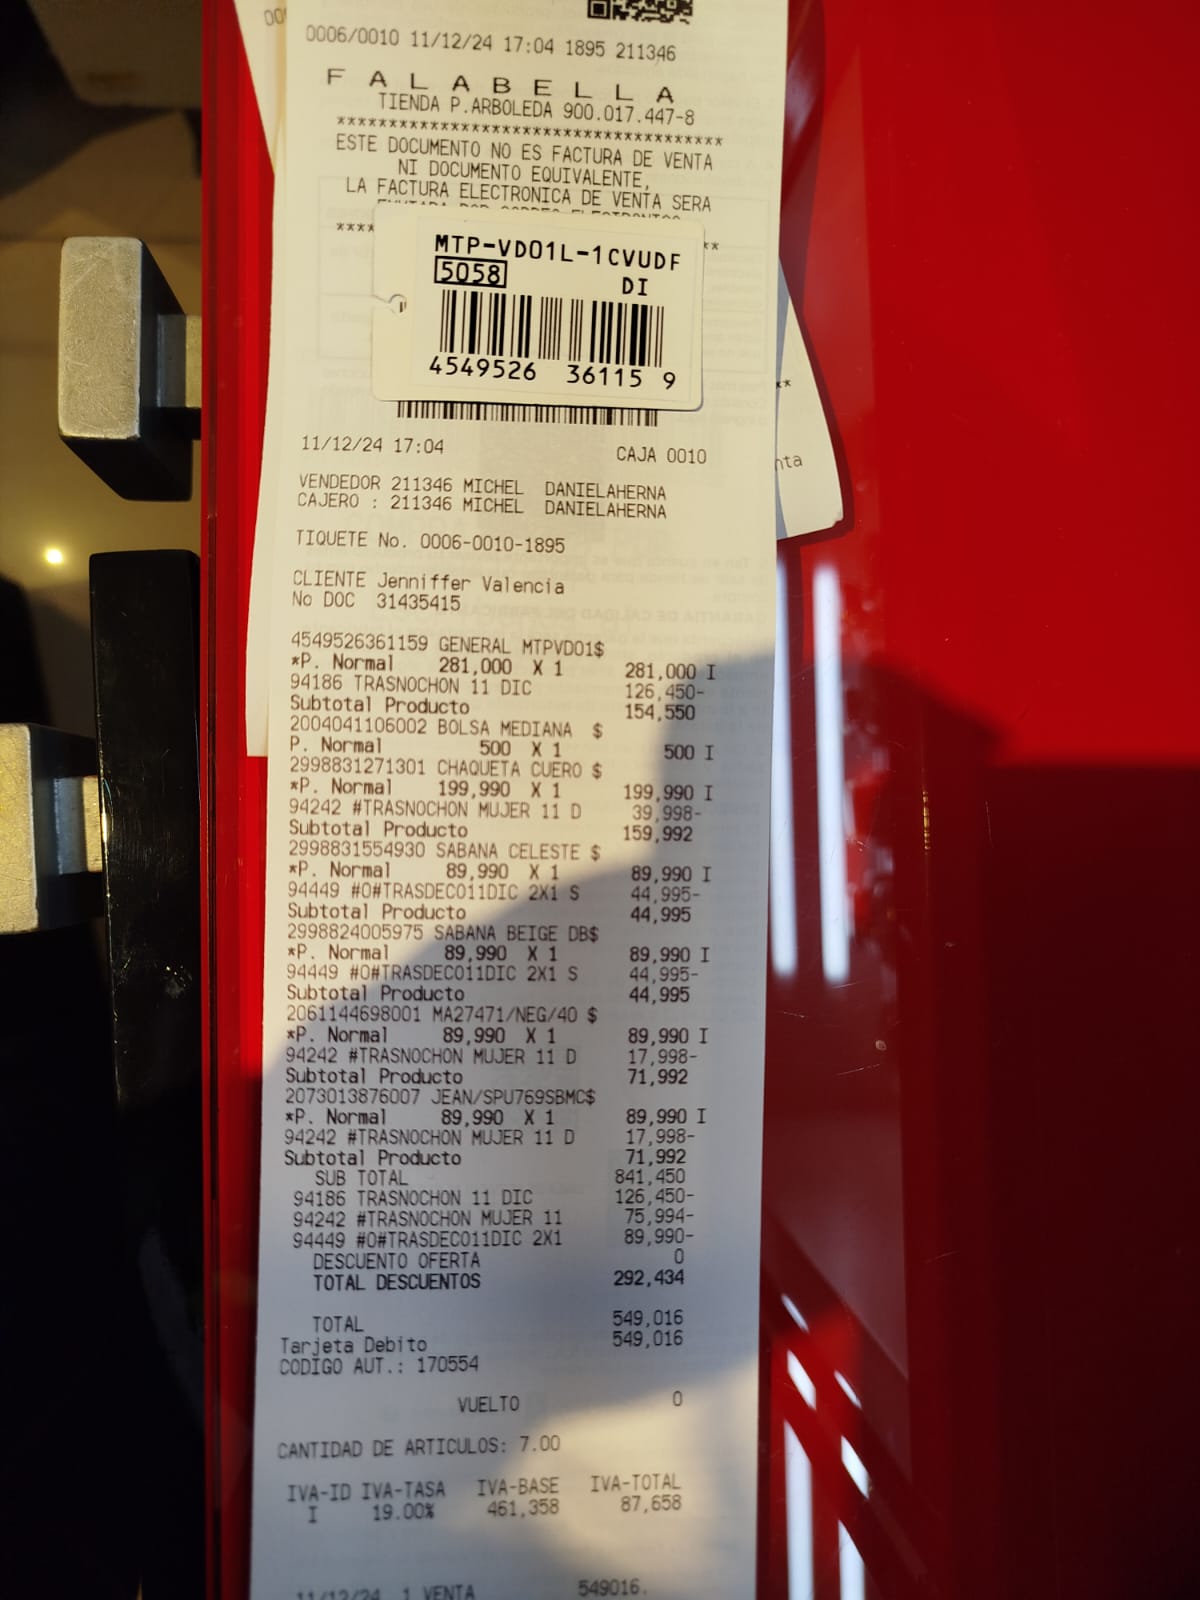 0006/0010 11/12/24 17:04 1895 211346
FALABELLA
TIENDA P.ARBOLEDA 900.017.447-8
*************************************
ESTE DOCUMENTO NO ES FACTURA DE VENTA
NI DOCUMENTO EQUIVALENTE,
LA FACTURA ELECTRONICA DE VENTA SERA
MTP-VD01L-1CVUDF
5058 DI
4549526 36115 9
11/12/24 17:04 CAJA 0010
VENDEDOR 211346 MICHEL DANIELAHERNA
CAJERO : 211346 MICHEL DANIELAHERNA
TIQUETE No. 0006-0010-1895
CLIENTE Jenniffer Valencia
No DOC 31435415
4549526361159 GENERAL MTPVD01$
*P. Normal 281,000 X 1 281,000 I
94186 TRASNOCHON 11 DIC 126,450-
Subtotal Producto 154,550
2004041106002 BOLSA MEDIANA $
P. Normal 500 X 1 500 I
2998831271301 CHAQUETA CUERO $
*P. Normal 199,990 X 1 199,990 I
94242 #TRASNOCHON MUJER 11 D 39,998-
Subtotal Producto 159,992
2998831554930 SABANA CELESTE $
*P. Normal 89,990 X 1 89,990 I
94449 #O#TRASDECO11DIC 2X1 S 44,995-
Subtotal Producto 44,995
2998824005975 SABANA BEIGE DB$
*P. Normal 89,990 X 1 89,990 I
94449 #O#TRASDECO11DIC 2X1 S 44,995-
Subtotal Producto 44,995
2061144698001 MA27471/NEG/40 $
*P. Normal 89,990 X 1 89,990 I
94242 #TRASNOCHON MUJER 11 D 17,998-
Subtotal Producto 71,992
2073013876007 JEAN/SPU769SBMC$
*P. Normal 89,990 X 1 89,990 I
94242 #TRASNOCHON MUJER 11 D 17,998-
Subtotal Producto 71,992
SUB TOTAL 841,450
94186 TRASNOCHON 11 DIC 126,450-
94242 #TRASNOCHON MUJER 11 75,994-
94449 #O#TRASDECO11DIC 2X1 89,990-
DESCUENTO OFERTA 0
TOTAL DESCUENTOS 292,434
TOTAL 549,016
Tarjeta Debito 549,016
CODIGO AUT.: 170554
VUELTO 0
CANTIDAD DE ARTICULOS: 7.00
IVA-ID IVA-TASA IVA-BASE IVA-TOTAL
I 19.00% 461,358 87,658
11/12/24 1 VENTA 549016.